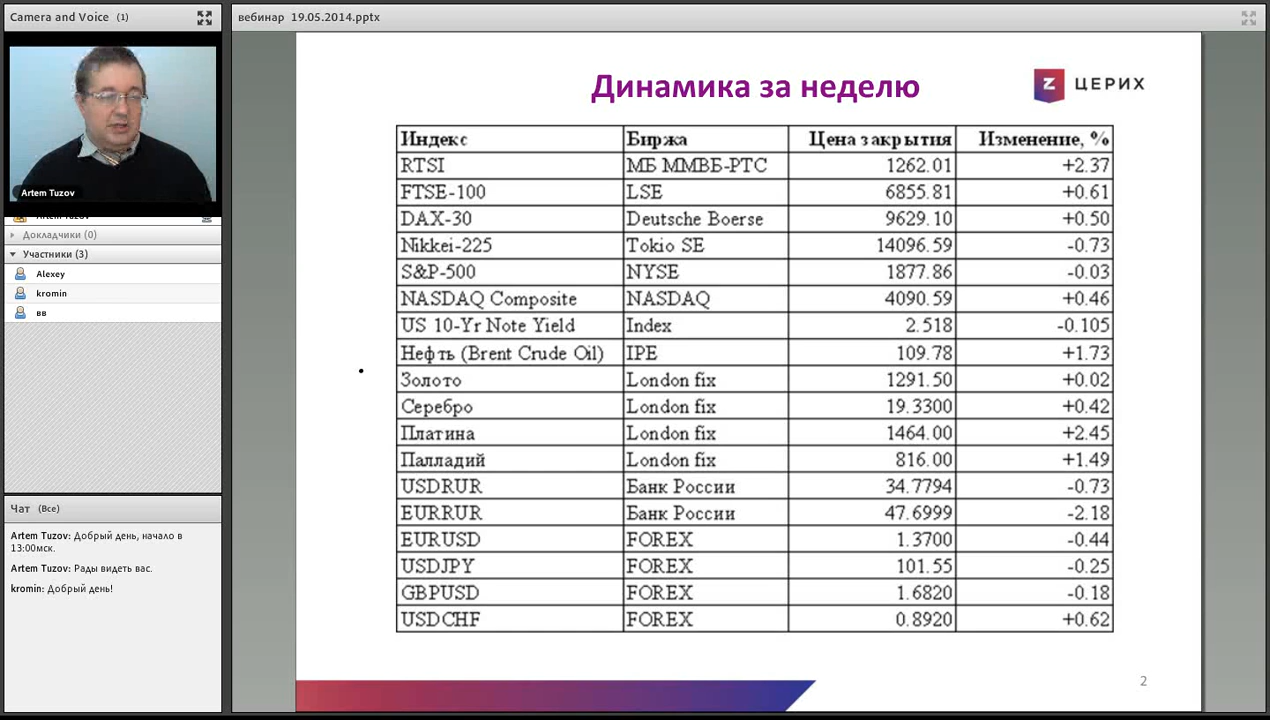 Camera and Voice (1)
Artem Tuzov
Artem Tuzov
Докладчики (0)
Участники (3)
Alexey
kromin
вв
Чат (Все)
Artem Tuzov: Добрый день, начало в
13:00мск.
Artem Tuzov: Рады видеть вас.
kromin: Добрый день!
вебинар 19.05.2014.pptx
Динамика за неделю
Z ЦЕРИХ
Индекс Биржа Цена закрытия Изменение, %
RTSI МБ ММВБ-РТС 1262.01 +2.37
FTSE-100 LSE 6855.81 +0.61
DAX-30 Deutsche Boerse 9629.10 +0.50
Nikkei-225 Tokio SE 14096.59 -0.73
S&P-500 NYSE 1877.86 -0.03
NASDAQ Composite NASDAQ 4090.59 +0.46
US 10-Yr Note Yield Index 2.518 -0.105
Нефть (Brent Crude Oil) IPE 109.78 +1.73
Золото London fix 1291.50 +0.02
Серебро London fix 19.3300 +0.42
Платина London fix 1464.00 +2.45
Палладий London fix 816.00 +1.49
USDRUR Банк России 34.7794 -0.73
EURRUR Банк России 47.6999 -2.18
EURUSD FOREX 1.3700 -0.44
USDJPY FOREX 101.55 -0.25
GBPUSD FOREX 1.6820 -0.18
USDCHF FOREX 0.8920 +0.62
2